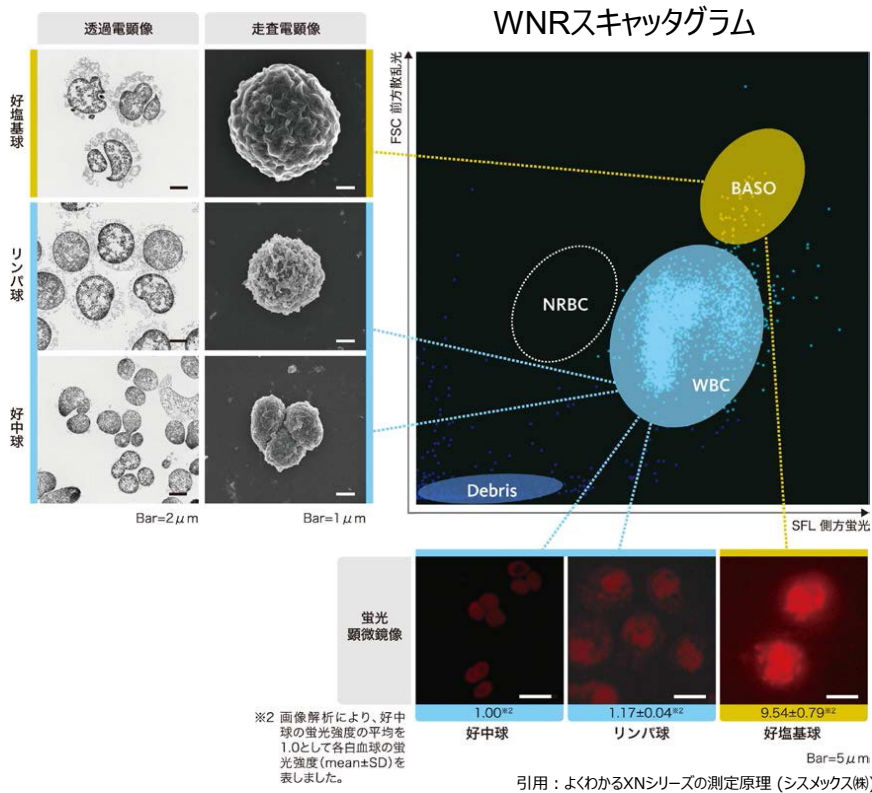 WNRスキャッタグラム
透過電顕像
走査電顕像
好塩基球
リンパ球
好中球
Bar=2μm
Bar=1μm
FSC 前方散乱光
BASO
NRBC
WBC
Debris
SFL 側方蛍光
蛍光
顕微鏡像
1.00※2
1.17±0.04※2
9.54±0.79※2
好中球
リンパ球
好塩基球
Bar=5μm
※2 画像解析により、好中
球の蛍光強度の平均を
1.0として各白血球の蛍
光強度(mean±SD)を
表しました。
引用：よくわかるXNシリーズの測定原理 (シスメックス㈱)